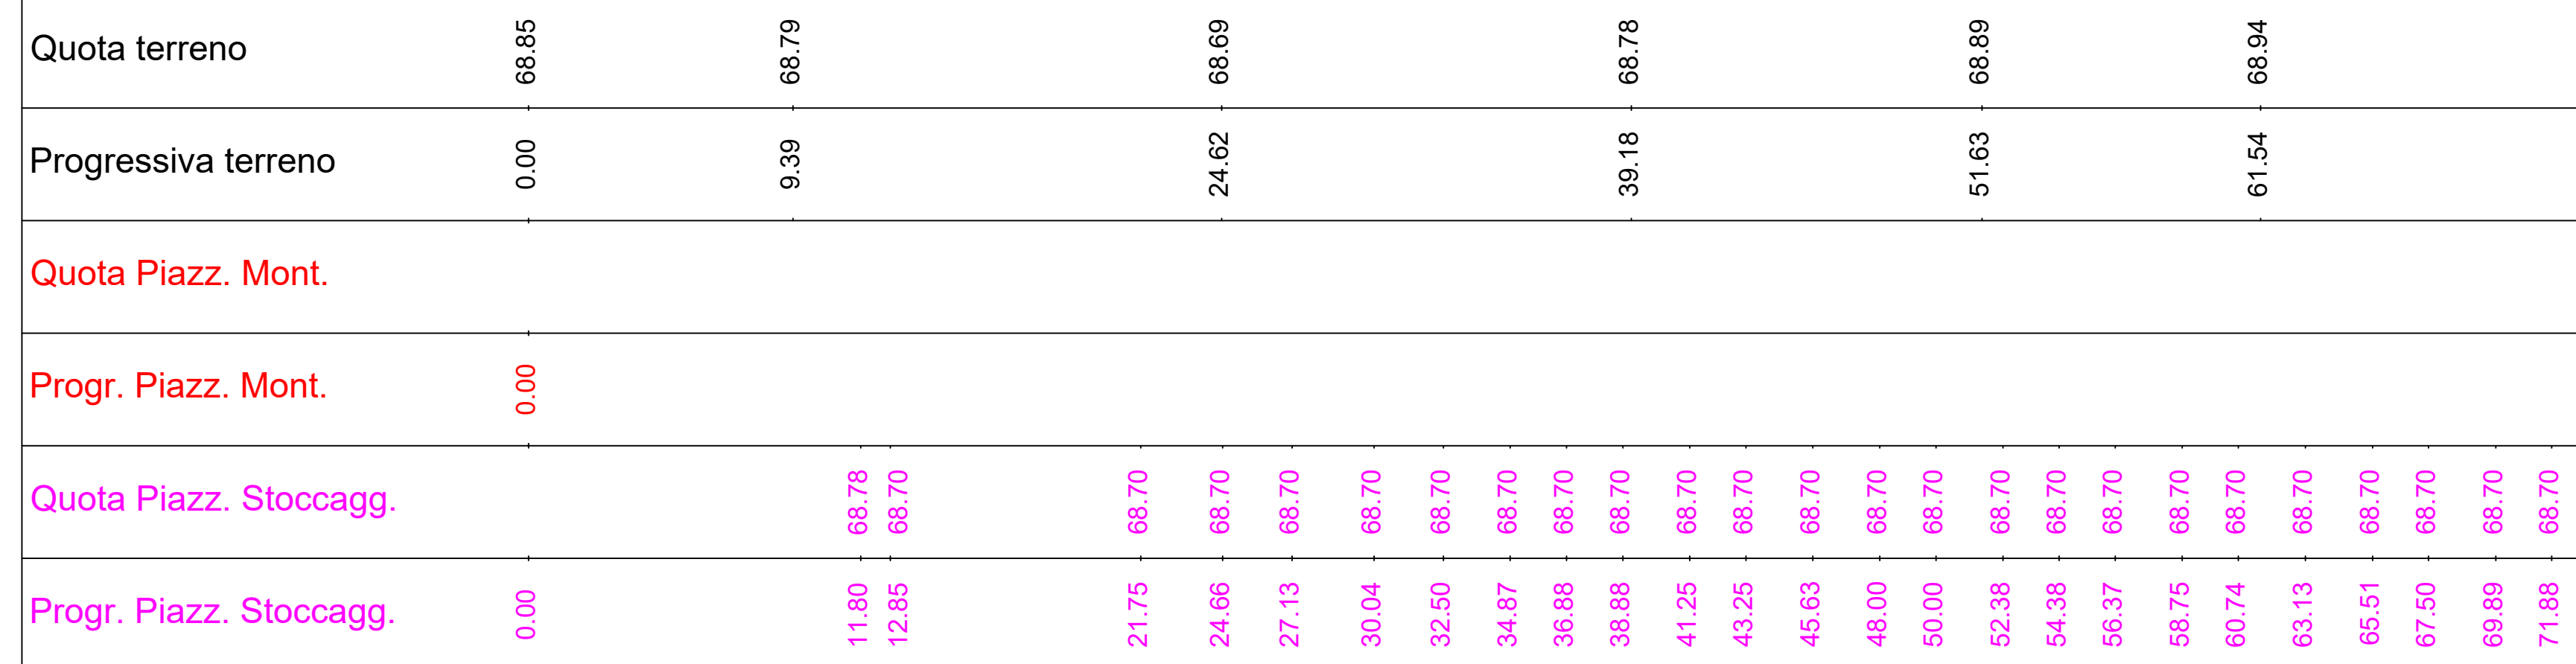 Quota terreno 68.85 68.79 68.69 68.78 68.89 68.94
Progressiva terreno 0.00 9.39 24.62 39.18 51.63 61.54
Quota Piazz. Mont.
Progr. Piazz. Mont. 0.00
Quota Piazz. Stoccagg. 68.78 68.70 68.70 68.70 68.70 68.70 68.70 68.70 68.70 68.70 68.70 68.70 68.70 68.70 68.70 68.70 68.70 68.70 68.70 68.70 68.70 68.70 68.70 68.70 68.70
Progr. Piazz. Stoccagg. 0.00 11.80 12.85 21.75 24.66 27.13 30.04 32.50 34.87 36.88 38.88 41.25 43.25 45.63 48.00 50.00 52.38 54.38 56.37 58.75 60.74 63.13 65.51 67.50 69.89 71.88